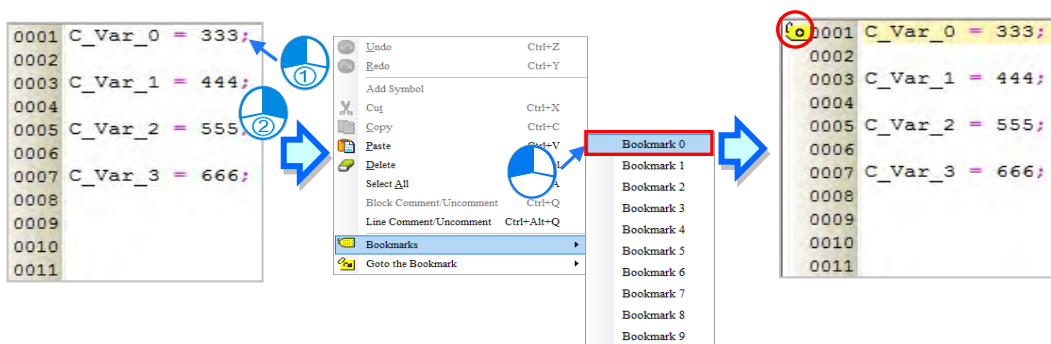 0001 C_Var_0 = 333;
0002
0003 C_Var_1 = 444;
0004
0005 C_Var_2 = 555;
0006
0007 C_Var_3 = 666;
0008
0009
0010
0011
①
②
Undo Ctrl+Z
Redo Ctrl+Y
Add Symbol
Cut Ctrl+X
Copy Ctrl+C
Paste Ctrl+V
Delete
Select All
Block Comment/Uncomment Ctrl+Q
Line Comment/Uncomment Ctrl+Alt+Q
Bookmarks
Goto the Bookmark
Bookmark 0
Bookmark 1
Bookmark 2
Bookmark 3
Bookmark 4
Bookmark 5
Bookmark 6
Bookmark 7
Bookmark 8
Bookmark 9
0001 C_Var_0 = 333;
0002
0003 C_Var_1 = 444;
0004
0005 C_Var_2 = 555;
0006
0007 C_Var_3 = 666;
0008
0009
0010
0011